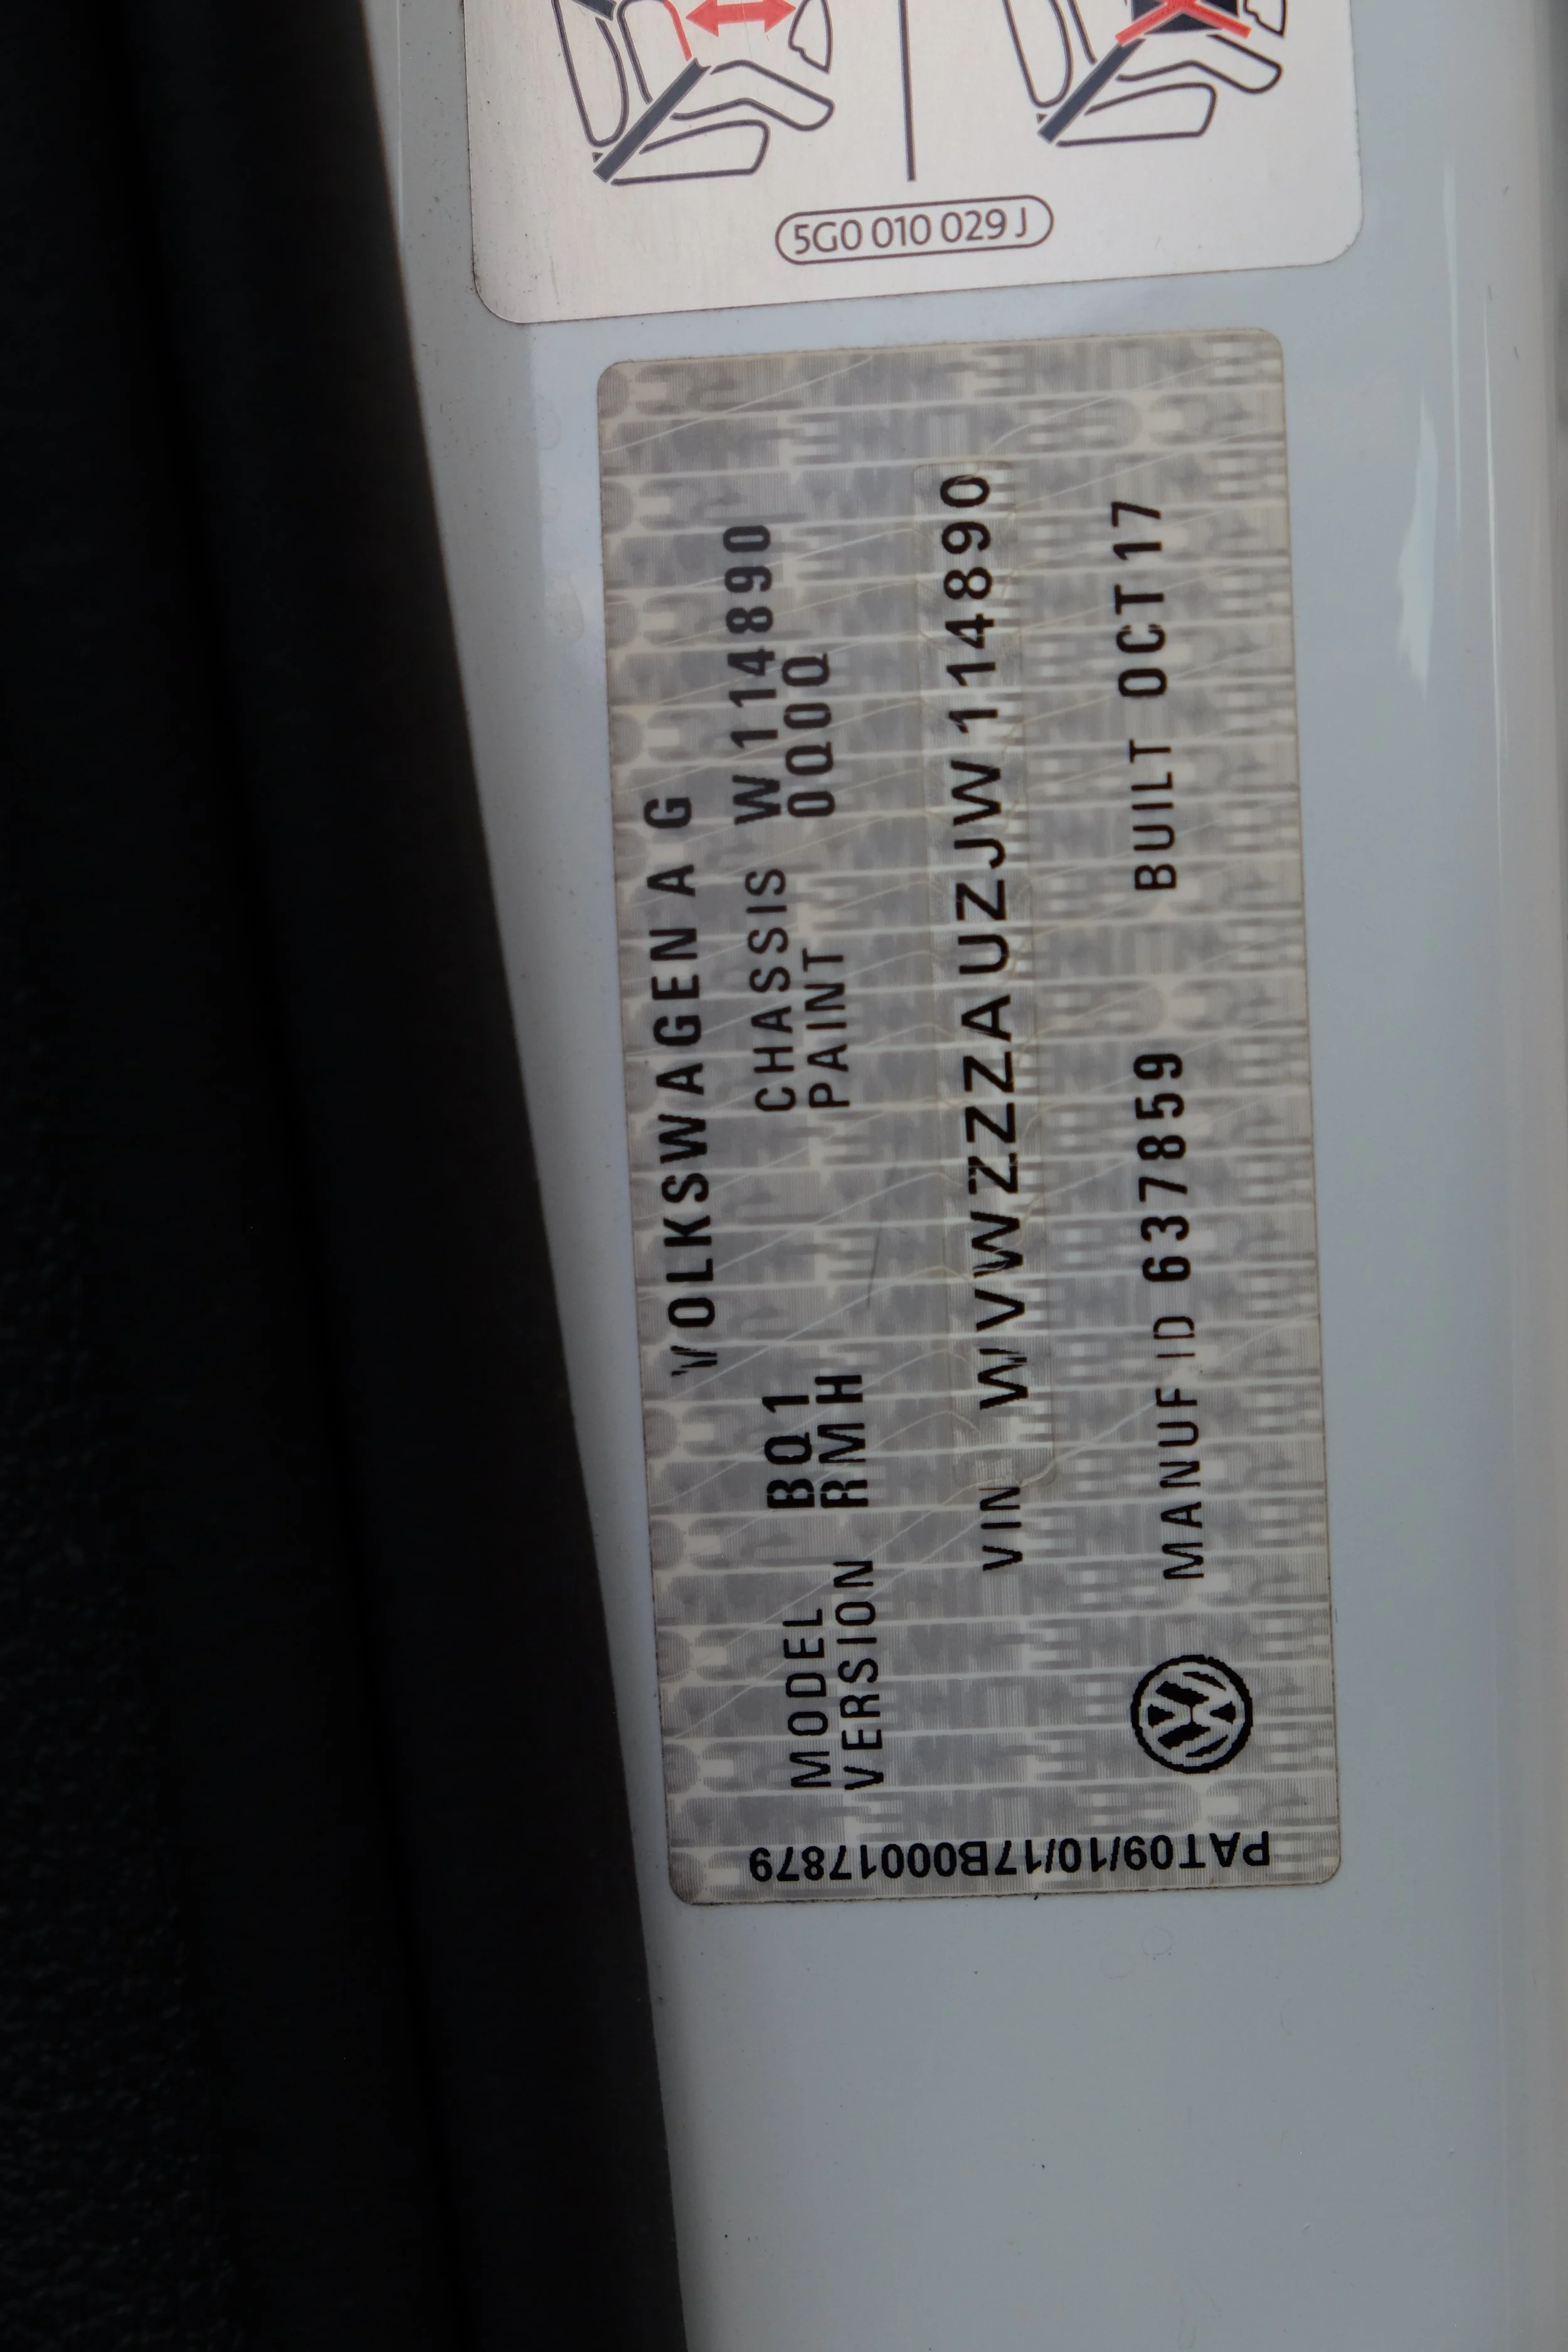 5G0 010 029 J
VOLKSWAGEN A G
MODEL BQ1 CHASSIS W114890
VERSION RMH PAINT 0Q0Q
VIN WVWZZZAUZJW114890
MANUF ID 637859 BUILT OCT17
PAT09/10/17B00017879